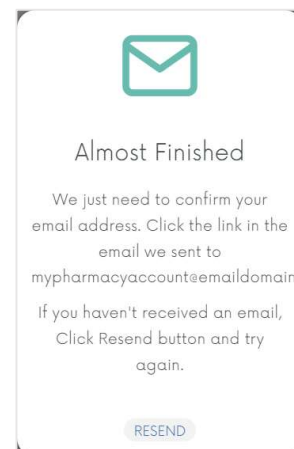 Almost Finished
We just need to confirm your
email address. Click the link in the
email we sent to
mypharmacyaccount@emaildomain
If you haven't received an email,
Click Resend button and try
again.
RESEND